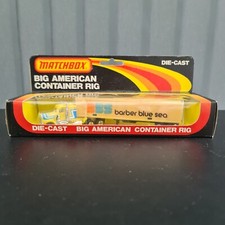 MATCHBOX
DIE-CAST
BIG AMERICAN
CONTAINER RIG
barber blue sea
DIE-CAST BIG AMERICAN CONTAINER RIG